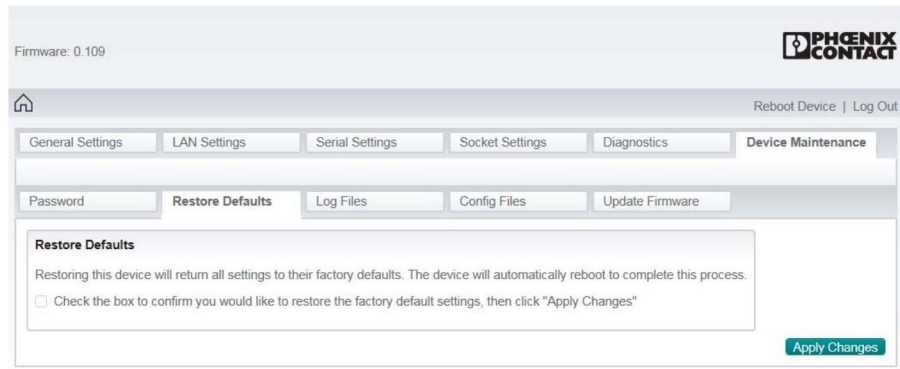 Firmware: 0.109
PHŒNIX
CONTACT
Reboot Device | Log Out
General Settings LAN Settings Serial Settings Socket Settings Diagnostics Device Maintenance
Password Restore Defaults Log Files Config Files Update Firmware
Restore Defaults
Restoring this device will return all settings to their factory defaults. The device will automatically reboot to complete this process.
Check the box to confirm you would like to restore the factory default settings, then click "Apply Changes"
Apply Changes